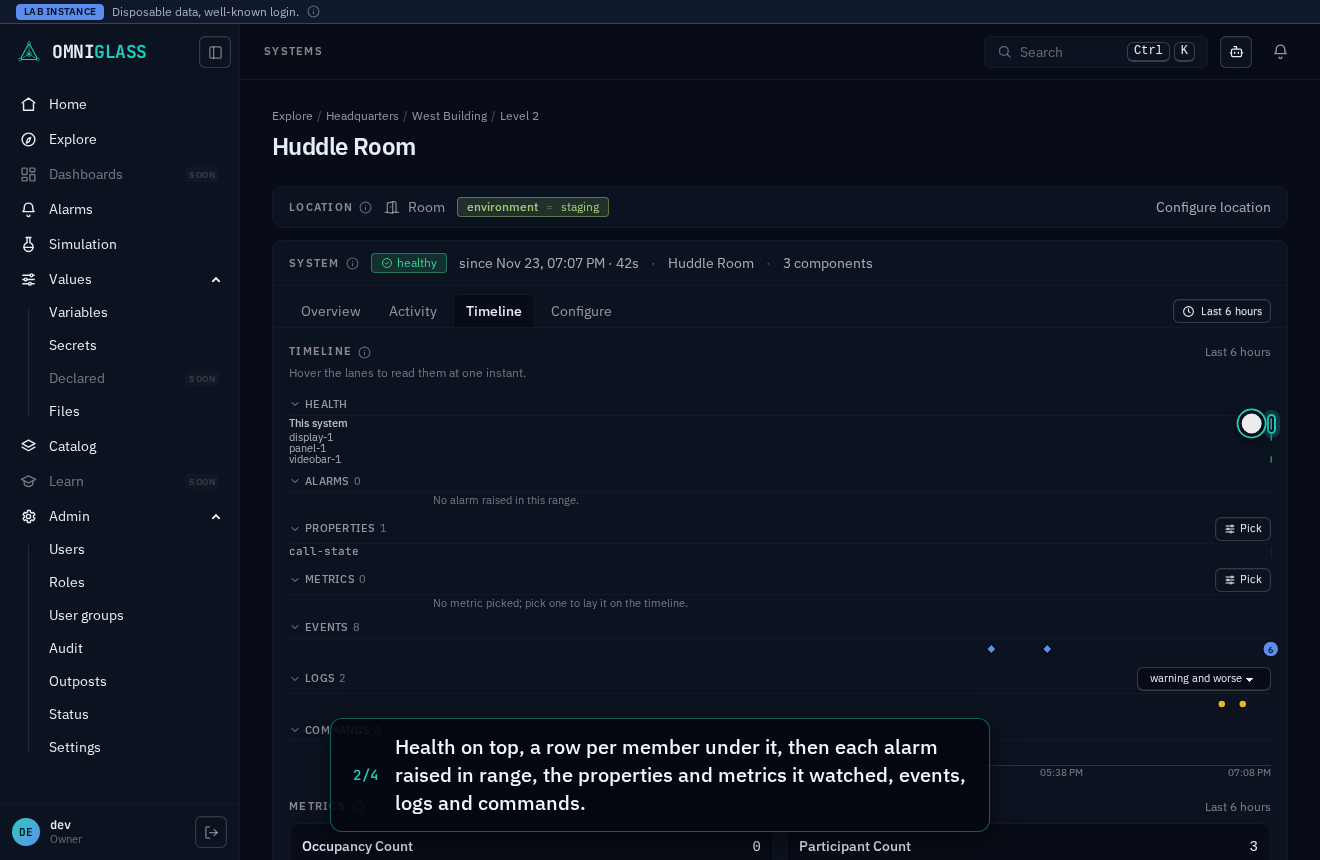 LAB INSTANCE Disposable data, well-known login.
OMNIGLASS
SYSTEMS
Search Ctrl K
Home
Explore
Dashboards SOON
Alarms
Simulation
Values
Variables
Secrets
Declared SOON
Files
Catalog
Learn SOON
Admin
Users
Roles
User groups
Audit
Outposts
Status
Settings
DE dev
Owner
Explore / Headquarters / West Building / Level 2
Huddle Room
LOCATION Room environment = staging Configure location
SYSTEM healthy since Nov 23, 07:07 PM · 42s · Huddle Room · 3 components
Overview Activity Timeline Configure Last 6 hours
TIMELINE Last 6 hours
Hover the lanes to read them at one instant.
HEALTH
This system
display-1
panel-1
videobar-1
ALARMS 0
No alarm raised in this range.
PROPERTIES 1 Pick
call-state
METRICS 0 Pick
No metric picked; pick one to lay it on the timeline.
EVENTS 8
6
LOGS 2 warning and worse
COMMANDS 0
05:38 PM 07:08 PM
2/4 Health on top, a row per member under it, then each alarm
raised in range, the properties and metrics it watched, events,
logs and commands.
METRICS Last 6 hours
Occupancy Count 0 Participant Count 3